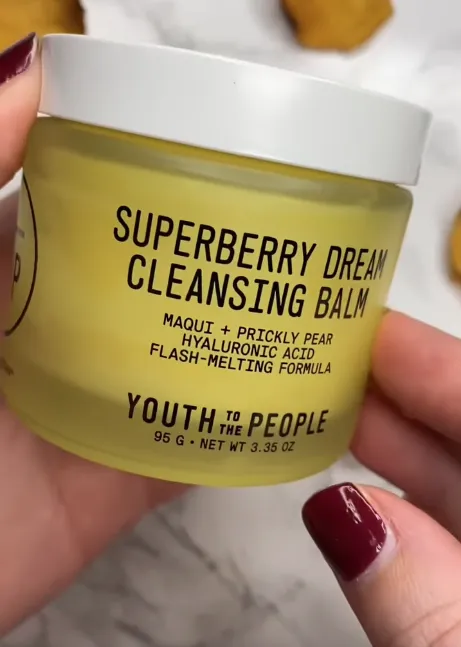 SUPERBERRY DREAM
CLEANSING BALM
MAQUI + PRICKLY PEAR
HYALURONIC ACID
FLASH-MELTING FORMULA
YOUTH TO THE PEOPLE
95 G • NET WT 3.35 OZ